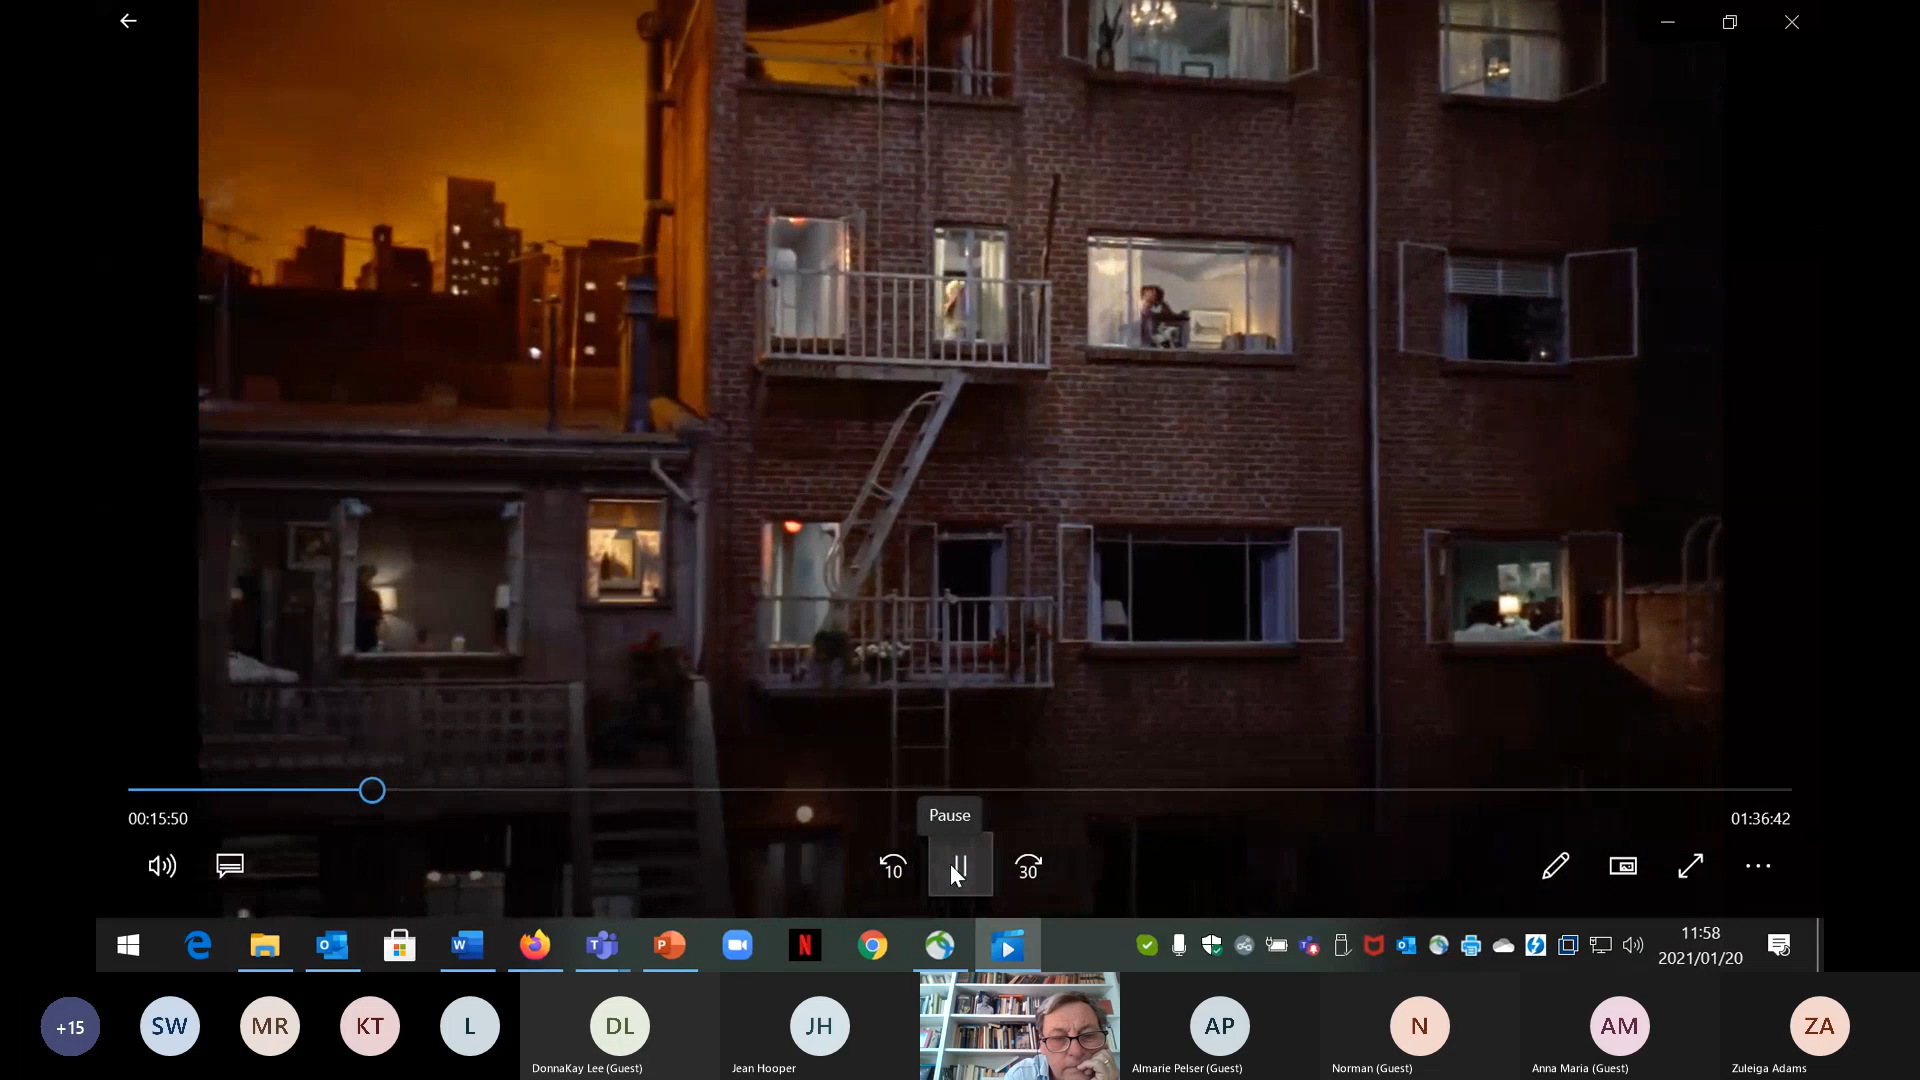 Pause
00:15:50
01:36:42
10
30
11:58
2021/01/20
+15
SW
MR
KT
L
DL
JH
AP
N
AM
ZA
DonnaKay Lee (Guest)
Jean Hooper
Almarie Pelser (Guest)
Norman (Guest)
Anna Maria (Guest)
Zuleiga Adams